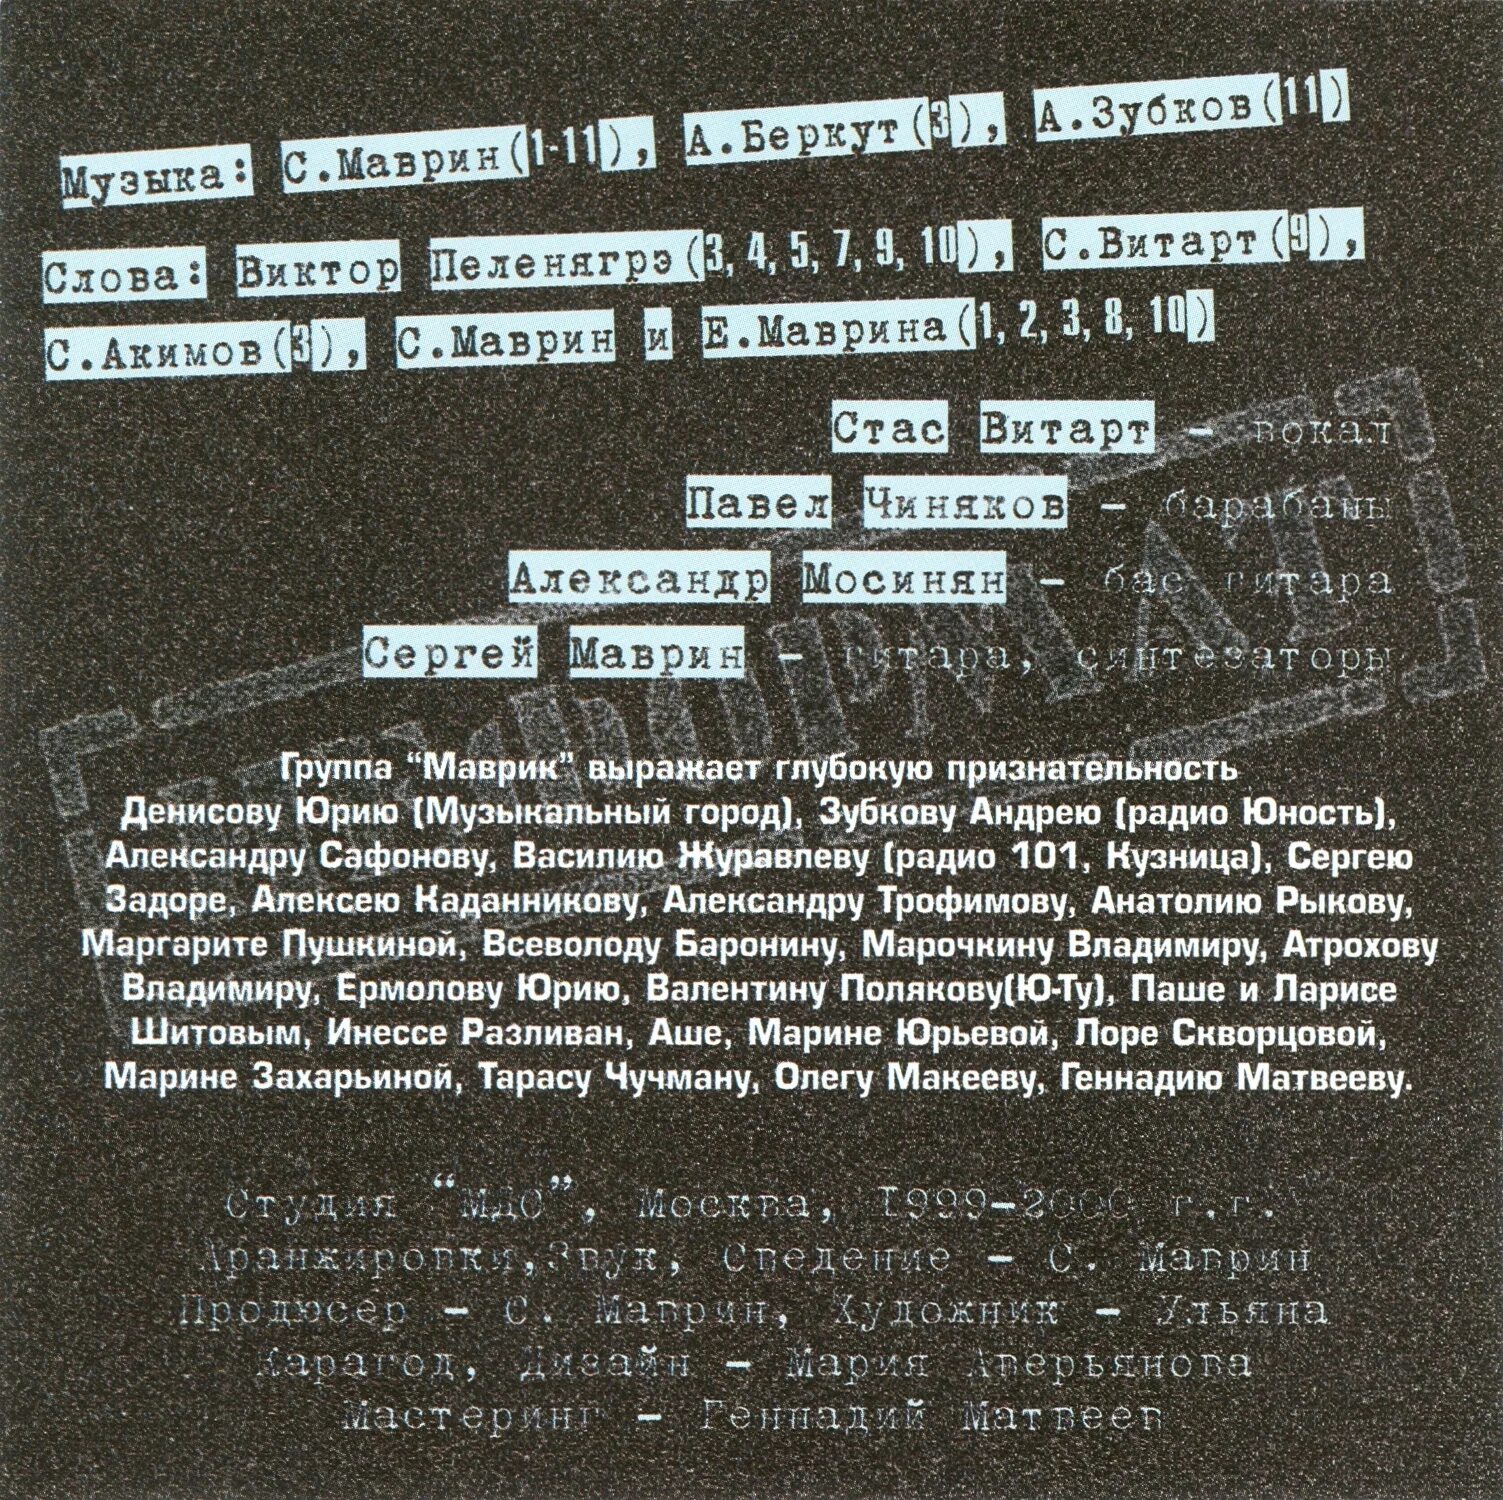 Музыка: С.Маврин(1-11), А.Беркут(3), А.Зубков(11)
Слова: Виктор Пеленягрэ(3, 4, 5, 7, 9, 10), С.Витарт(9),
С.Акимов(3), С.Маврин и Е.Маврина(1, 2, 3, 8, 10)
Стас Витарт - вокал
Павел Чиняков - барабаны
Александр Мосинян - бас гитара
Сергей Маврин - гитара, синтезаторы
НЕФОРМАТ
Группа "Маврик" выражает глубокую признательность
Денисову Юрию (Музыкальный город), Зубкову Андрею (радио Юность),
Александру Сафонову, Василию Журавлеву (радио 101, Кузница), Сергею
Задоре, Алексею Каданникову, Александру Трофимову, Анатолию Рыкову,
Маргарите Пушкиной, Всеволоду Баронину, Марочкину Владимиру, Атрохову
Владимиру, Ермолову Юрию, Валентину Полякову(Ю-Ту), Паше и Ларисе
Шитовым, Инессе Разливан, Аше, Марине Юрьевой, Лоре Скворцовой,
Марине Захарьиной, Тарасу Чучману, Олегу Макееву, Геннадию Матвееву.
Студия "МДС", Москва, 1999-2000 г.г.
Аранжировки,Звук, Сведение - С. Маврин
Продюсер - С. Маврин, Художник - Ульяна
Карагод, Дизайн - Мария Аверьянова
Мастеринг - Геннадий Матвеев